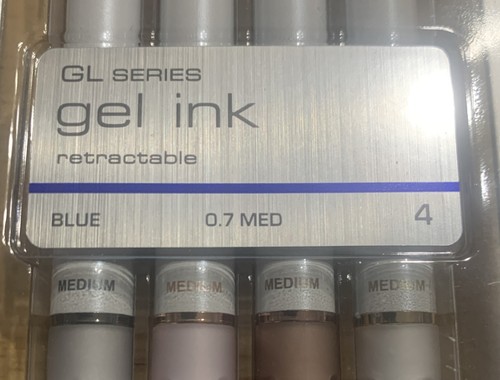 GL SERIES
gel ink
retractable
BLUE 0.7 MED 4
MEDIUM MEDIUM MEDIUM MEDIUM